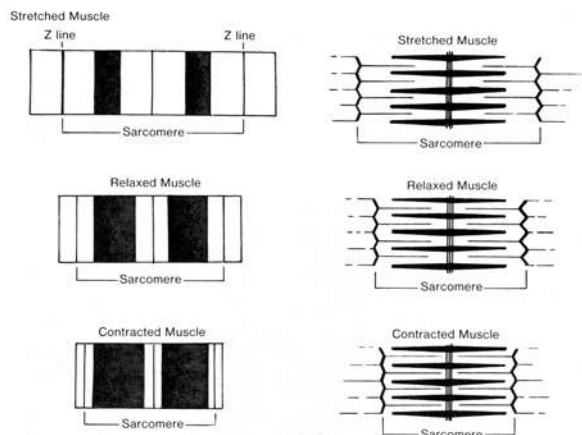 Stretched Muscle
Z line
Z line
Sarcomere
Relaxed Muscle
Sarcomere
Contracted Muscle
Sarcomere
Stretched Muscle
Sarcomere
Relaxed Muscle
Sarcomere
Contracted Muscle
Sarcomere